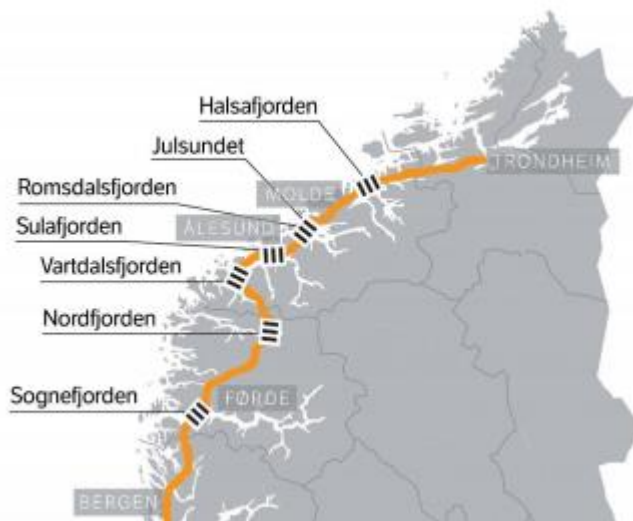 Halsafjorden
Julsundet
TRONDHEIM
Romsdalsfjorden
MOLDE
Sulafjorden
ÅLESUND
Vartdalsfjorden
Nordfjorden
Sognefjorden
FØRDE
BERGEN